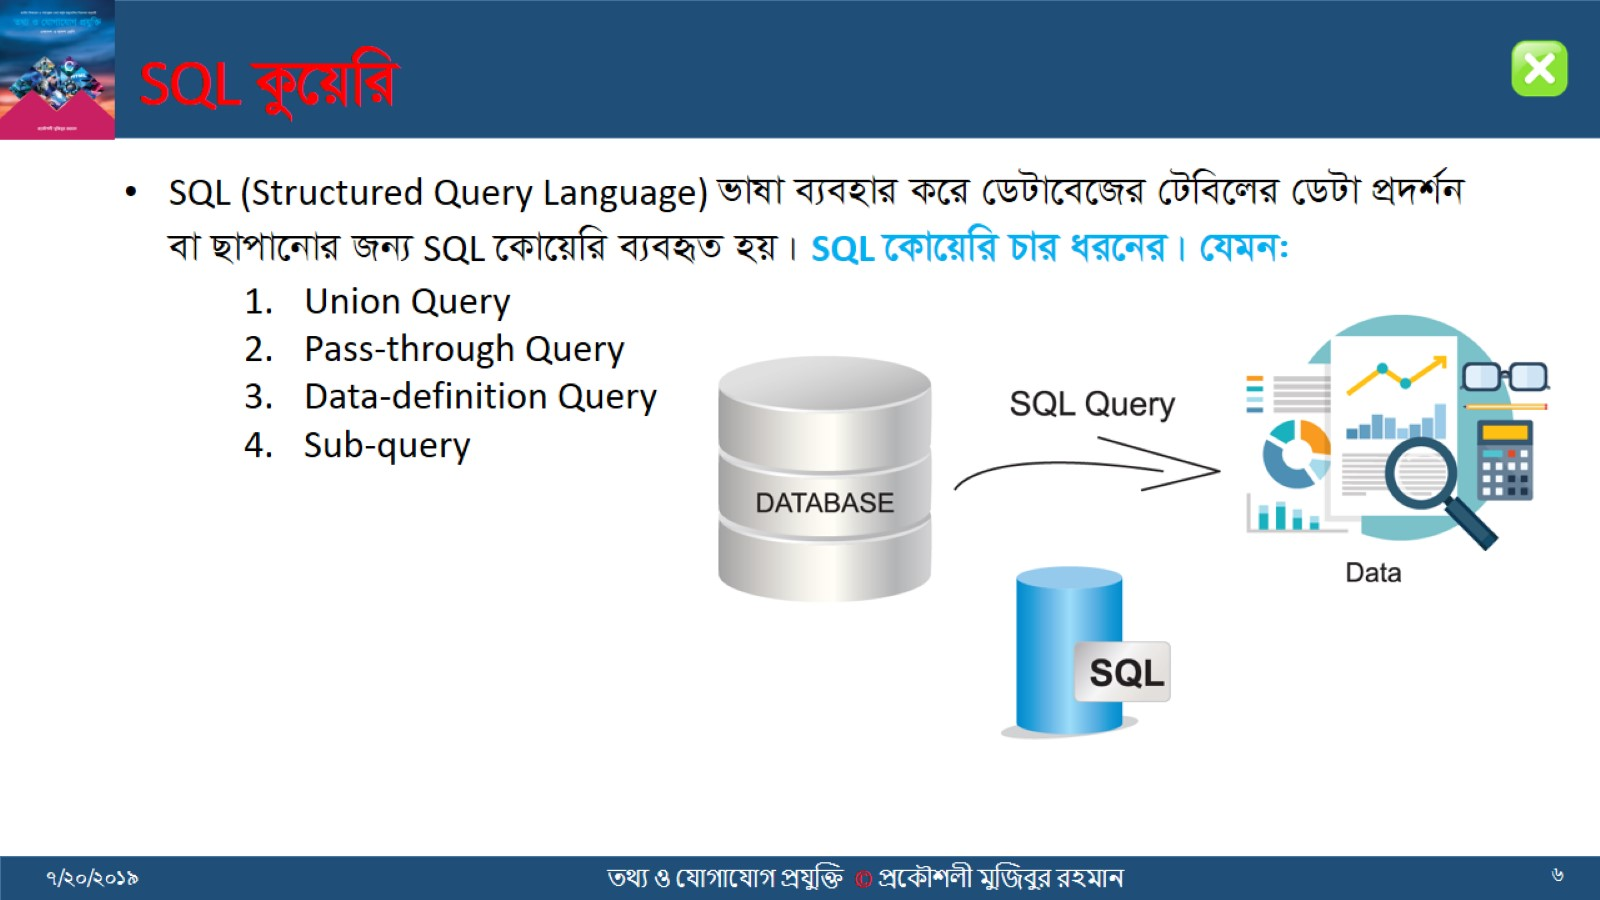 তথ্য ও যোগাযোগ প্রযুক্তি
SQL কুয়েরি
• SQL (Structured Query Language) ভাষা ব্যবহার করে ডেটাবেজের টেবিলের ডেটা প্রদর্শন
বা ছাপানোর জন্য SQL কোয়েরি ব্যবহৃত হয়। SQL কোয়েরি চার ধরনের। যেমন:
1. Union Query
2. Pass-through Query
3. Data-definition Query
4. Sub-query
SQL Query
DATABASE
Data
SQL
৭/২০/২০১৯
তথ্য ও যোগাযোগ প্রযুক্তি © প্রকৌশলী মুজিবুর রহমান
৬